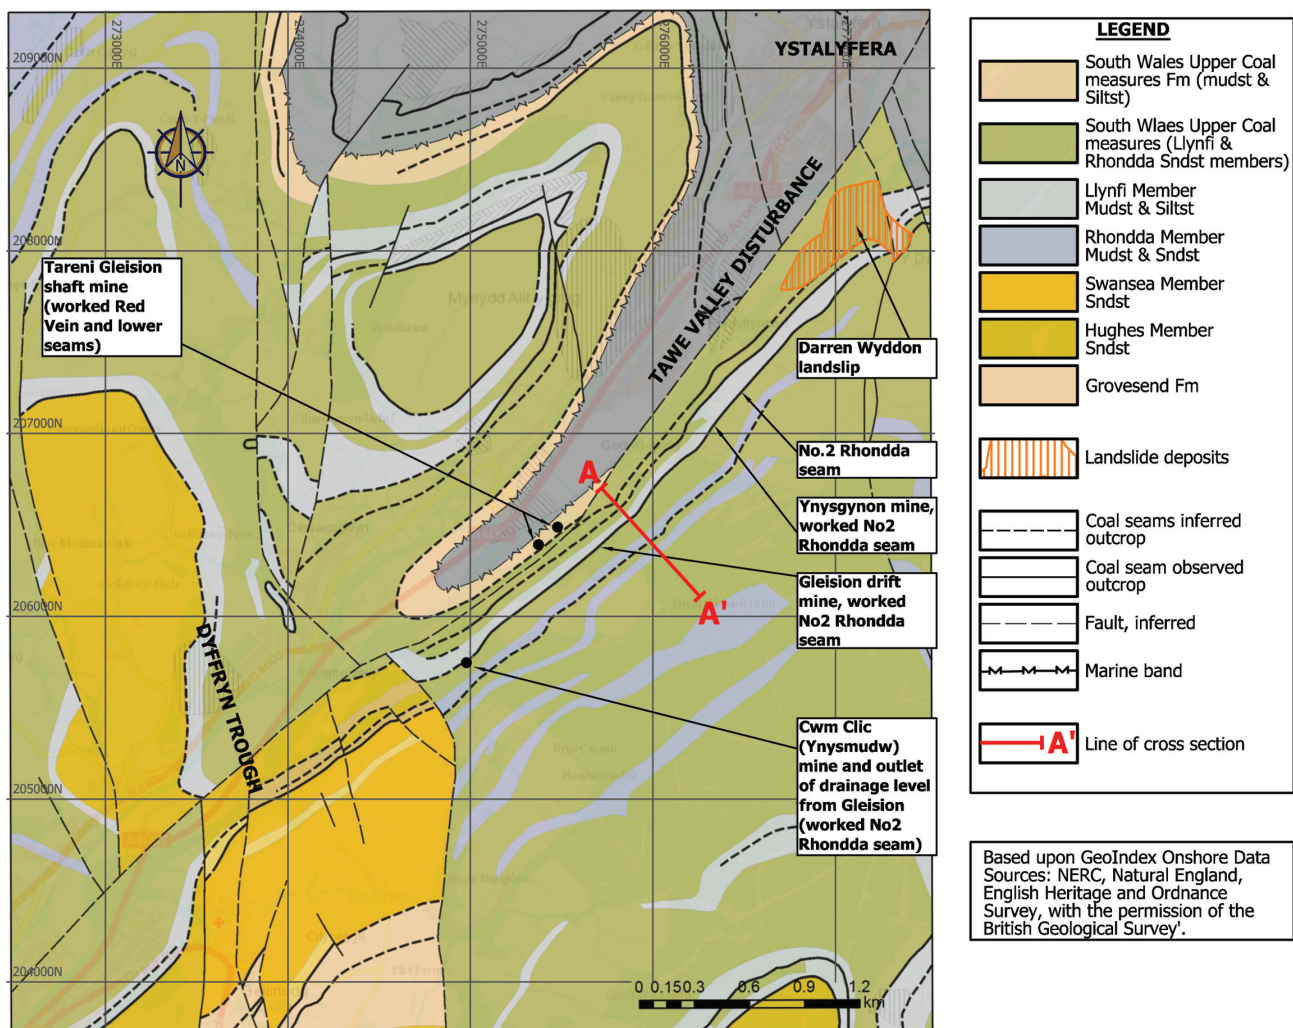 273000E
274000E
275000E
276000E
209000N
208000N
207000N
206000N
205000N
204000N
Ystalyfera
YSTALYFERA
N
Mynydd Allt-y-grug
TAWE VALLEY DISTURBANCE
DYFFRYN TROUGH
Tareni Gleision
shaft mine
(worked Red
Vein and lower
seams)
Darren Wyddon
landslip
No.2 Rhondda
seam
Ynysgynon mine,
worked No2
Rhondda seam
Gleision drift
mine, worked
No2 Rhondda
seam
Cwm Clic
(Ynysmudw)
mine and outlet
of drainage level
from Gleision
(worked No2
Rhondda seam)
A
A'
0 0.15 0.3 0.6 0.9 1.2
km
LEGEND
South Wales Upper Coal
measures Fm (mudst &
Siltst)
South Wlaes Upper Coal
measures (Llynfi &
Rhondda Sndst members)
Llynfi Member
Mudst & Siltst
Rhondda Member
Mudst & Sndst
Swansea Member
Sndst
Hughes Member
Sndst
Grovesend Fm
Landslide deposits
Coal seams inferred
outcrop
Coal seam observed
outcrop
Fault, inferred
Marine band
A' Line of cross section
Based upon GeoIndex Onshore Data
Sources: NERC, Natural England,
English Heritage and Ordnance
Survey, with the permission of the
British Geological Survey'.